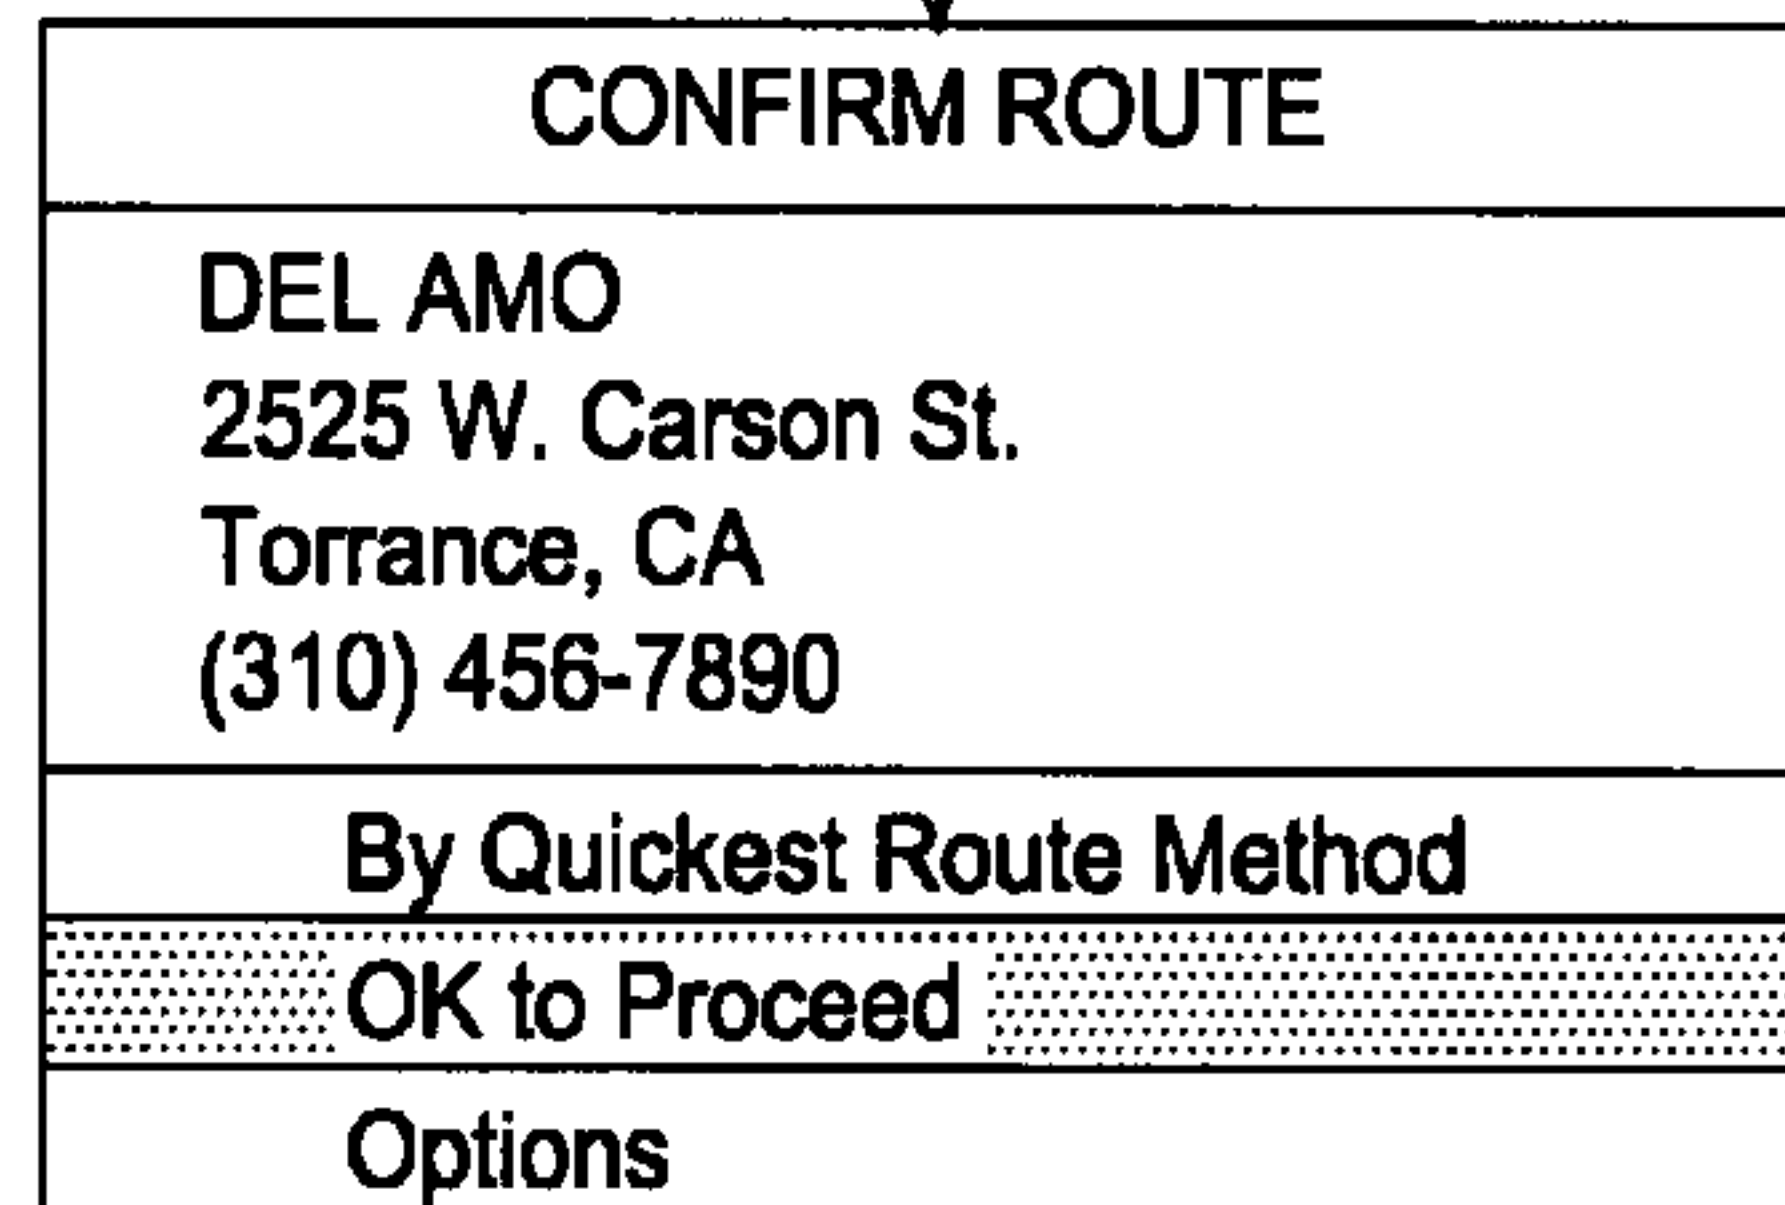 CONFIRM ROUTE
DEL AMO
2525 W. Carson St.
Torrance, CA
(310) 456-7890
By Quickest Route Method
OK to Proceed
Options